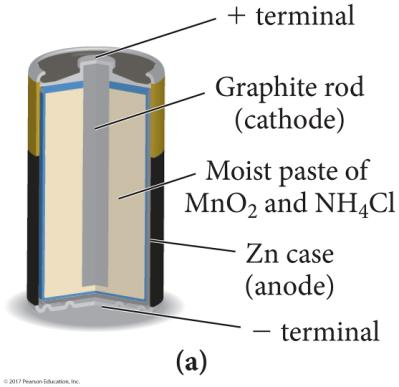 + terminal
Graphite rod
(cathode)
Moist paste of
MnO₂ and NH₄Cl
Zn case
(anode)
− terminal
(a)
© 2017 Pearson Education, Inc.